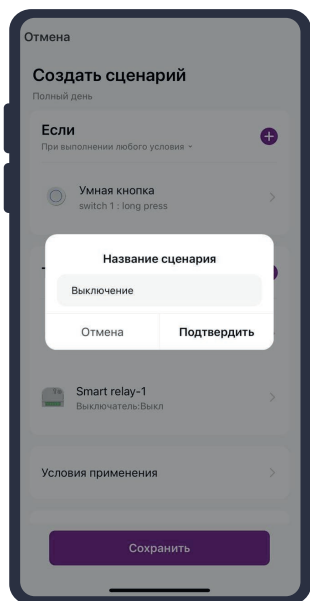 Отмена
Создать сценарий
Полный день
Если
При выполнении любого условия
Умная кнопка
switch 1 : long press
Название сценария
Выключение
Отмена
Подтвердить
Smart relay-1
Выключатель:Выкл
Условия применения
Сохранить